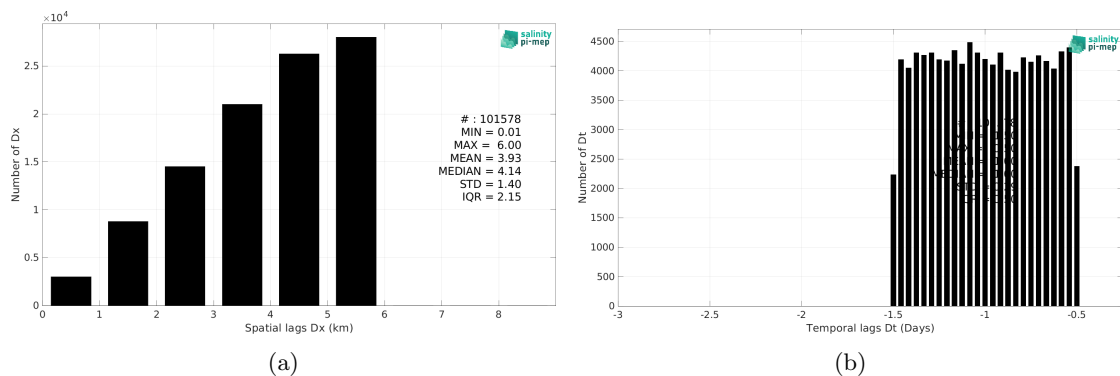 ×10⁴
2.5
2
1.5
1
0.5
0
Number of Dx
salinity
pi-mep
# : 101578
MIN = 0.01
MAX = 6.00
MEAN = 3.93
MEDIAN = 4.14
STD = 1.40
IQR = 2.15
0 1 2 3 4 5 6 7 8
Spatial lags Dx (km)
(a)
4500
4000
3500
3000
2500
2000
1500
1000
500
0
Number of Dt
salinity
pi-mep
-3 -2.5 -2 -1.5 -1 -0.5
Temporal lags Dt (Days)
(b)